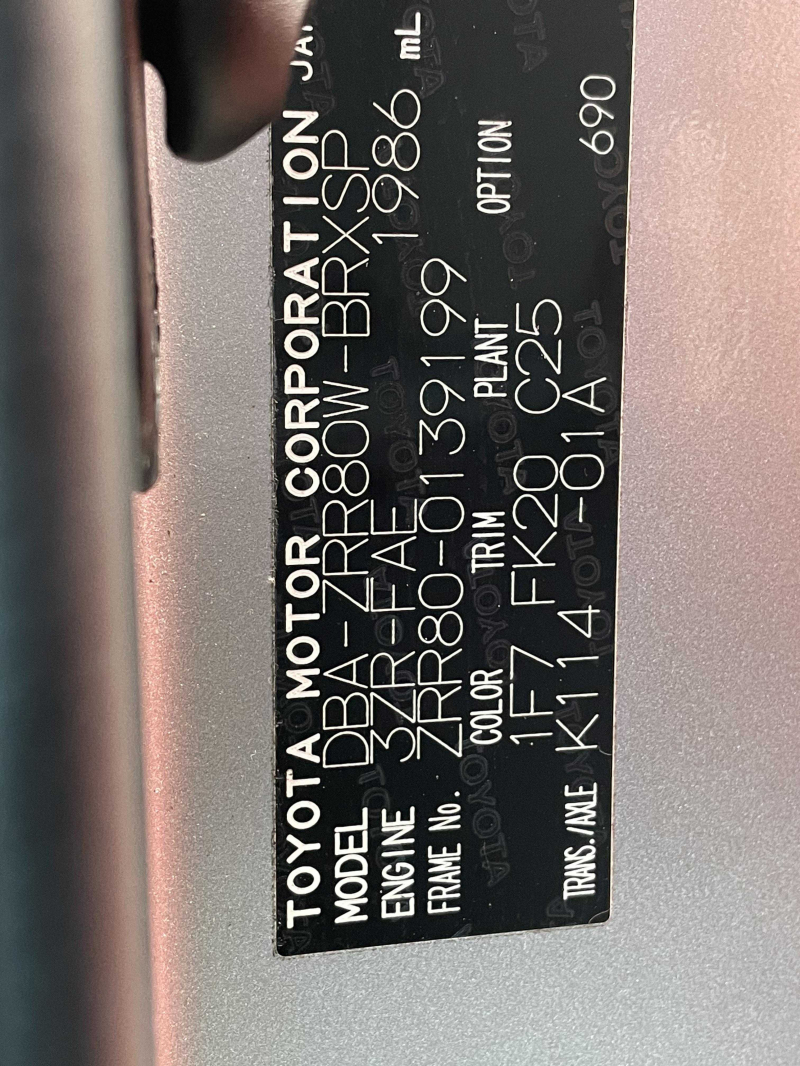 TOYOTA MOTOR CORPORATION
MODEL DBA-ZRR80W-BRXSP
ENGINE 3ZR-FAE 1986 mL
FRAME No. ZRR80-0139199
COLOR TRIM PLANT OPTION
1F7 FK20 C25
TRANS./AXLE K114-01A 690